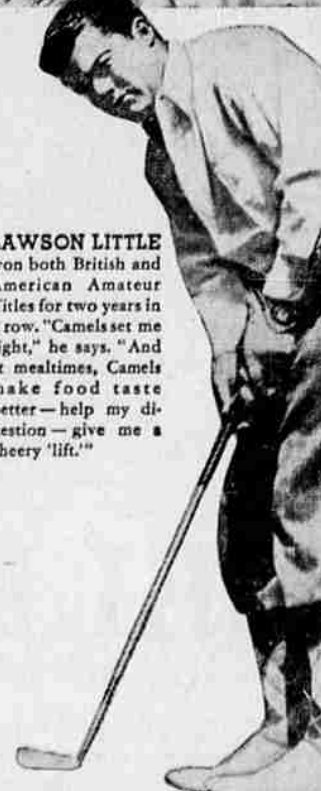 LAWSON LITTLE
won both British and
American Amateur
Titles for two years in
a row. "Camels set me
right," he says. "And
at mealtimes, Camels
make food taste
better — help my di-
gestion — give me a
cheery 'lift.'"